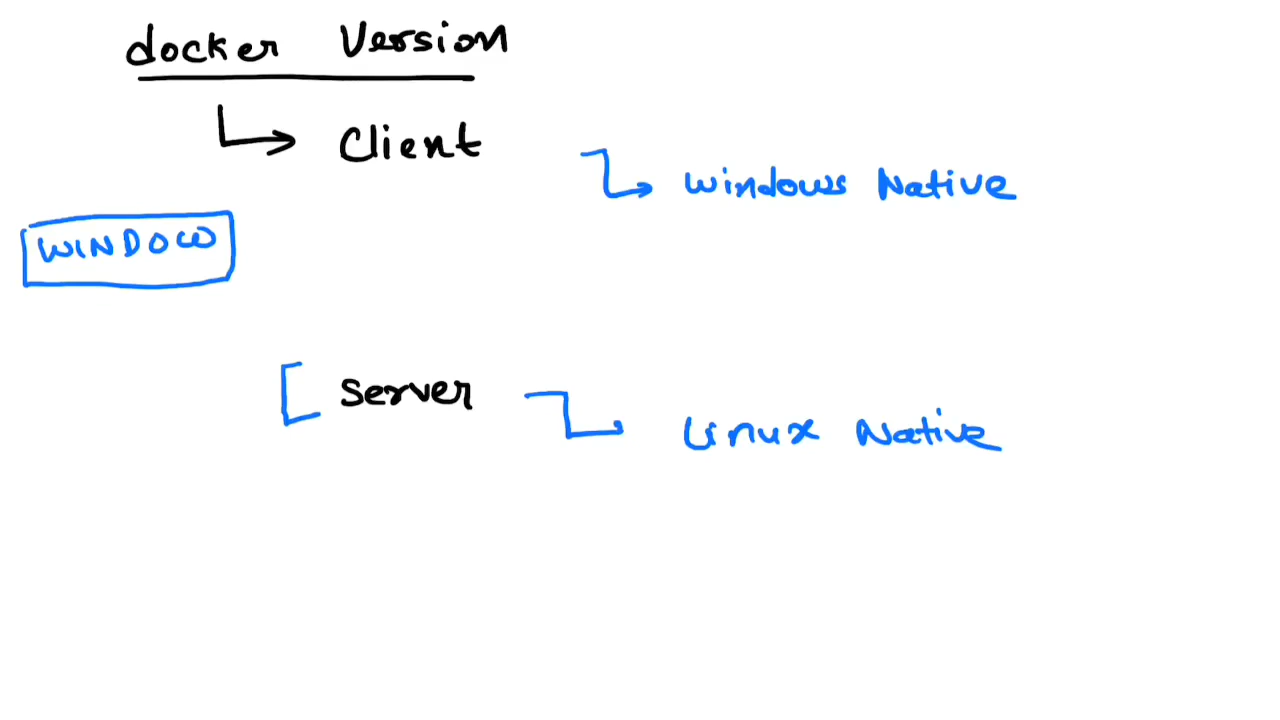 docker Version
Client
Windows Native
WINDOW
Server
Linux Native